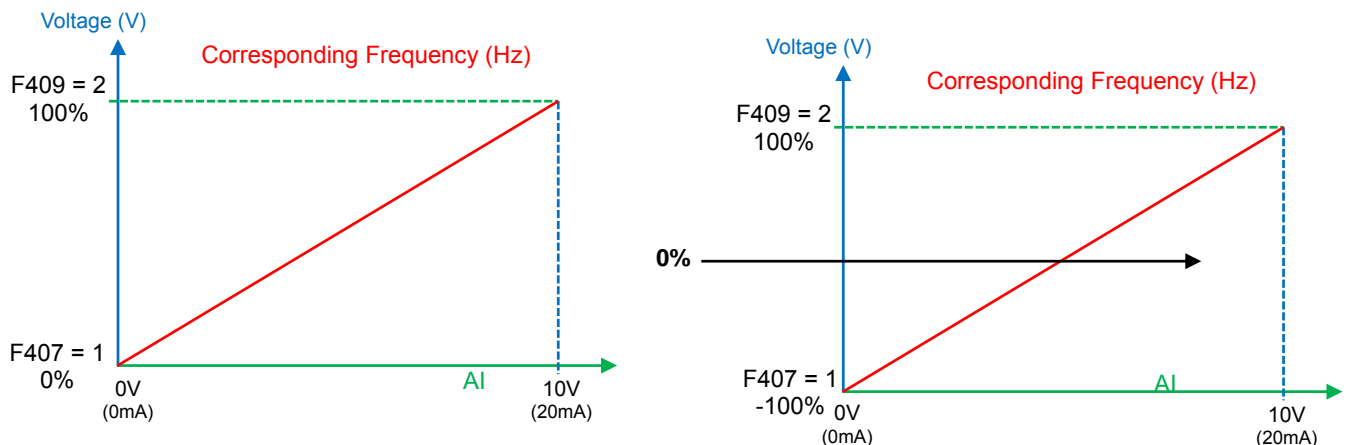 Voltage (V)
Corresponding Frequency (Hz)
F409 = 2
100%
F407 = 1
0%
0V
(0mA)
AI
10V
(20mA)
Voltage (V)
Corresponding Frequency (Hz)
F409 = 2
100%
0%
F407 = 1
-100%
0V
(0mA)
AI
10V
(20mA)